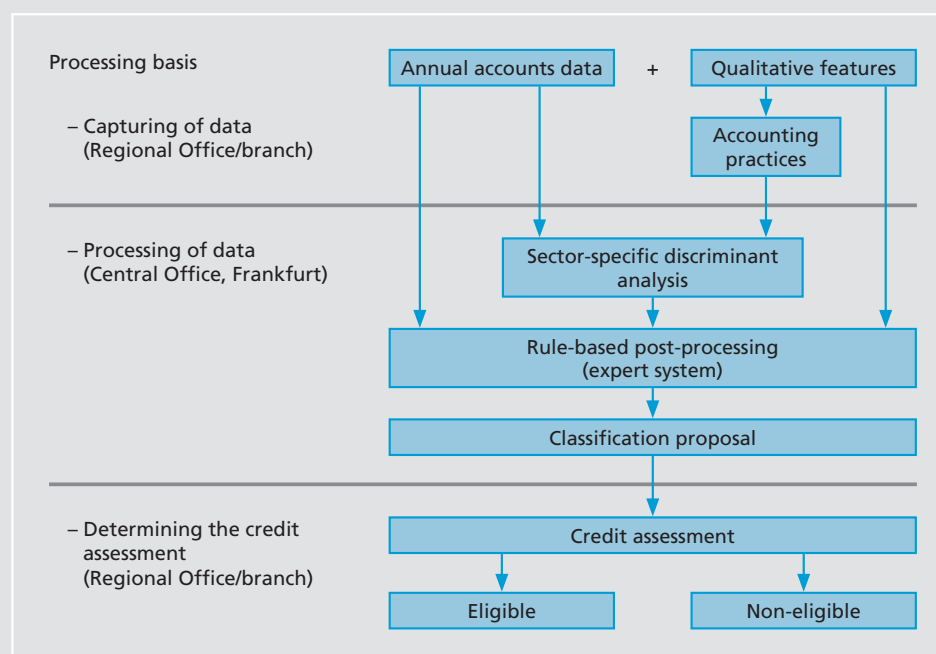 Processing basis
Annual accounts data
+
Qualitative features
– Capturing of data
(Regional Office/branch)
Accounting
practices
– Processing of data
(Central Office, Frankfurt)
Sector-specific discriminant
analysis
Rule-based post-processing
(expert system)
Classification proposal
– Determining the credit
assessment
(Regional Office/branch)
Credit assessment
Eligible
Non-eligible